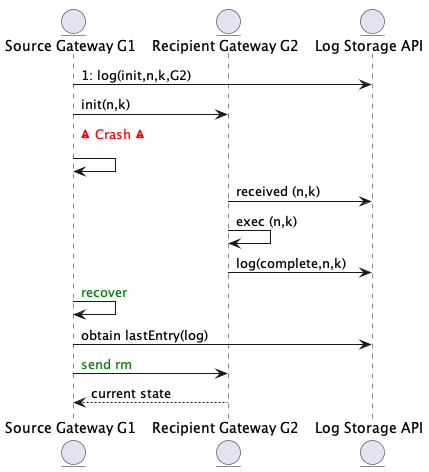 Source Gateway G1 Recipient Gateway G2 Log Storage API
1: log(init,n,k,G2)
init(n,k)
⚠ Crash ⚠
received (n,k)
exec (n,k)
log(complete,n,k)
recover
obtain lastEntry(log)
send rm
current state
Source Gateway G1 Recipient Gateway G2 Log Storage API